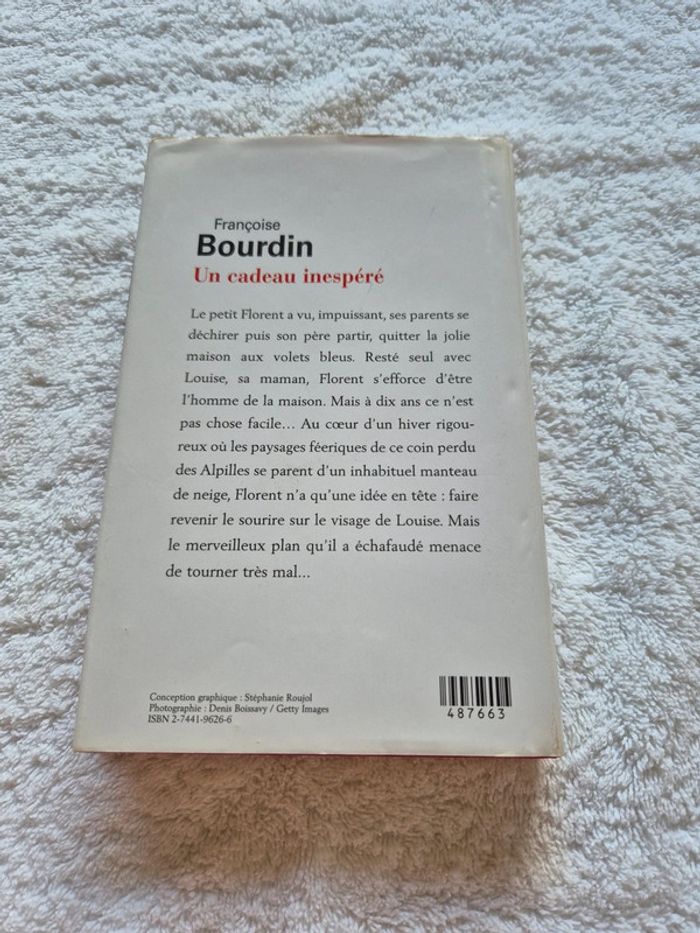 Françoise
Bourdin
Un cadeau inespéré
Le petit Florent a vu, impuissant, ses parents se
déchirer puis son père partir, quitter la jolie
maison aux volets bleus. Resté seul avec
Louise, sa maman, Florent s'efforce d'être
l'homme de la maison. Mais à dix ans ce n'est
pas chose facile... Au cœur d'un hiver rigou-
reux où les paysages féeriques de ce coin perdu
des Alpilles se parent d'un inhabituel manteau
de neige, Florent n'a qu'une idée en tête : faire
revenir le sourire sur le visage de Louise. Mais
le merveilleux plan qu'il a échafaudé menace
de tourner très mal...
Conception graphique : Stéphanie Roujol
Photographie : Denis Boissavy / Getty Images
ISBN 2-7441-9626-6
487663